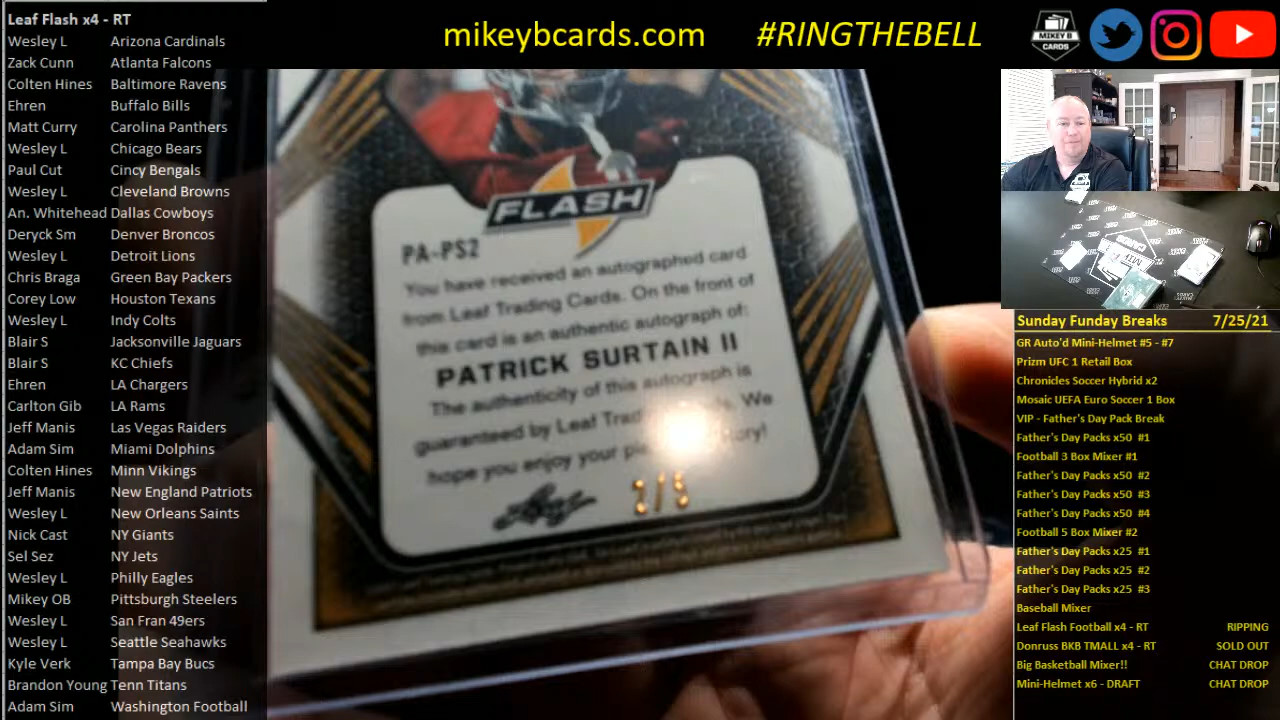 Leaf Flash x4 - RT
Wesley L Arizona Cardinals
Zack Cunn Atlanta Falcons
Colten Hines Baltimore Ravens
Ehren Buffalo Bills
Matt Curry Carolina Panthers
Wesley L Chicago Bears
Paul Cut Cincy Bengals
Wesley L Cleveland Browns
An. Whitehead Dallas Cowboys
Deryck Sm Denver Broncos
Wesley L Detroit Lions
Chris Braga Green Bay Packers
Corey Low Houston Texans
Wesley L Indy Colts
Blair S Jacksonville Jaguars
Blair S KC Chiefs
Ehren LA Chargers
Carlton Gib LA Rams
Jeff Manis Las Vegas Raiders
Adam Sim Miami Dolphins
Colten Hines Minn Vikings
Jeff Manis New England Patriots
Wesley L New Orleans Saints
Nick Cast NY Giants
Sel Sez NY Jets
Wesley L Philly Eagles
Mikey OB Pittsburgh Steelers
Wesley L San Fran 49ers
Wesley L Seattle Seahawks
Kyle Verk Tampa Bay Bucs
Brandon Young Tenn Titans
Adam Sim Washington Football
mikeybcards.com #RINGTHEBELL
MIKEY B
CARDS
FLASH
PA-PS2
You have received an autographed card
from Leaf Trading Cards. On the front of
this card is an authentic autograph of:
PATRICK SURTAIN II
The authenticity of this autograph is
guaranteed by Leaf We
hope you enjoy your
Leaf 1/5
Sunday Funday Breaks 7/25/21
GR Auto'd Mini-Helmet #5 - #7
Prizm UFC 1 Retail Box
Chronicles Soccer Hybrid x2
Mosaic UEFA Euro Soccer 1 Box
VIP - Father's Day Pack Break
Father's Day Packs x50 #1
Football 3 Box Mixer #1
Father's Day Packs x50 #2
Father's Day Packs x50 #3
Father's Day Packs x50 #4
Football 5 Box Mixer #2
Father's Day Packs x25 #1
Father's Day Packs x25 #2
Father's Day Packs x25 #3
Baseball Mixer
Leaf Flash Football x4 - RT RIPPING
Donruss BKB TMALL x4 - RT SOLD OUT
Big Basketball Mixer!! CHAT DROP
Mini-Helmet x6 - DRAFT CHAT DROP